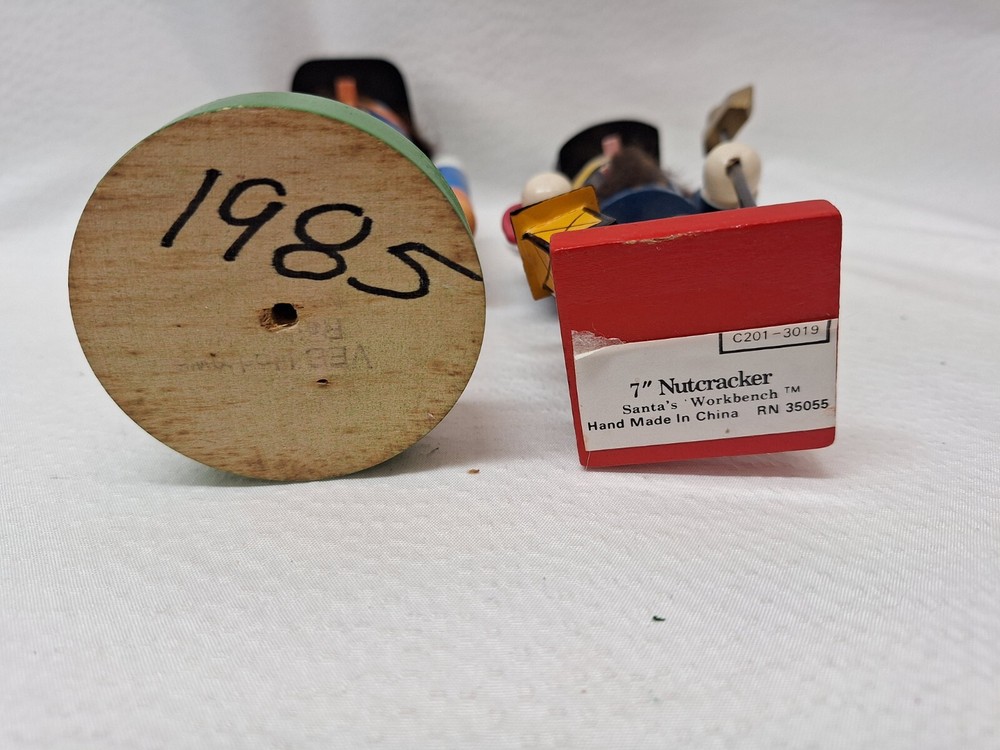 1985
C201-3019
7" Nutcracker
Santa's Workbench ™
Hand Made In China RN 35055